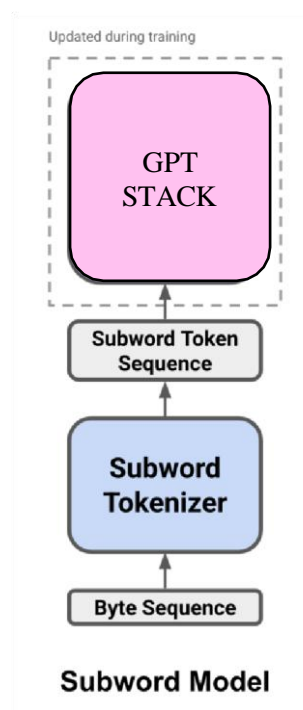 Updated during training
GPT
STACK
Subword Token
Sequence
Subword
Tokenizer
Byte Sequence
Subword Model